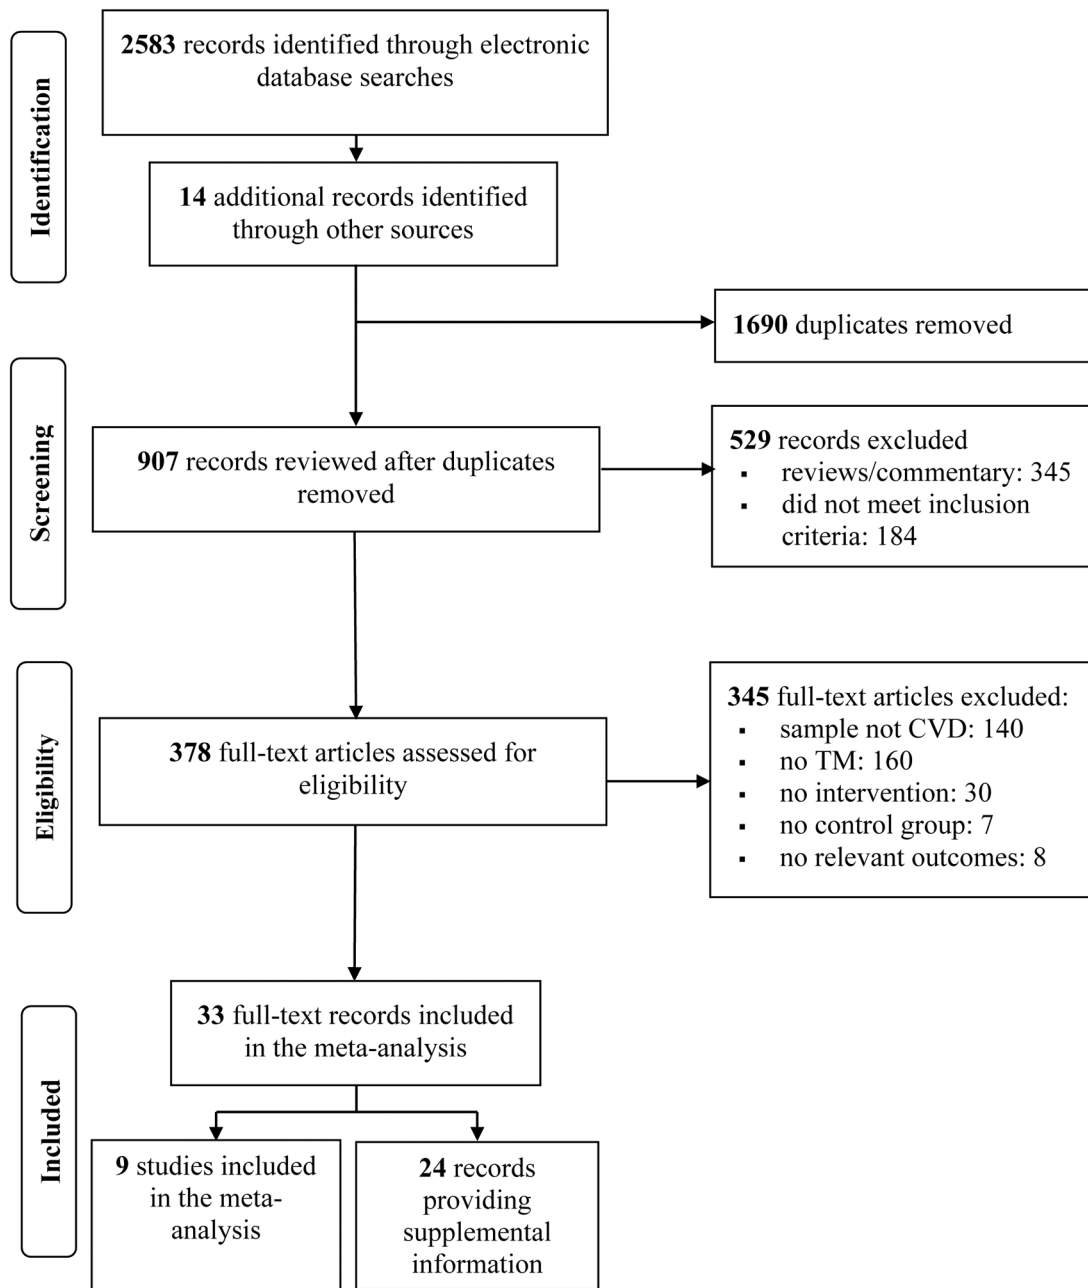 Identification
2583 records identified through electronic
database searches
14 additional records identified
through other sources
1690 duplicates removed
Screening
907 records reviewed after duplicates
removed
529 records excluded
▪ reviews/commentary: 345
▪ did not meet inclusion
criteria: 184
Eligibility
378 full-text articles assessed for
eligibility
345 full-text articles excluded:
▪ sample not CVD: 140
▪ no TM: 160
▪ no intervention: 30
▪ no control group: 7
▪ no relevant outcomes: 8
Included
33 full-text records included
in the meta-analysis
9 studies included
in the meta-
analysis
24 records
providing
supplemental
information